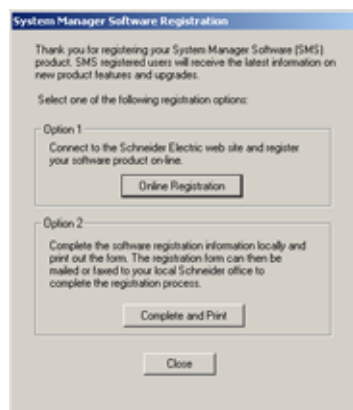 System Manager Software Registration
Thank you for registering your System Manager Software (SMS)
product. SMS registered users will receive the latest information on
new product features and upgrades.
Select one of the following registration options:
Option 1
Connect to the Schneider Electric web site and register
your software product on-line.
Online Registration
Option 2
Complete the software registration information locally and
print out the form. The registration form can then be
mailed or faxed to your local Schneider office to
complete the registration process.
Complete and Print
Close